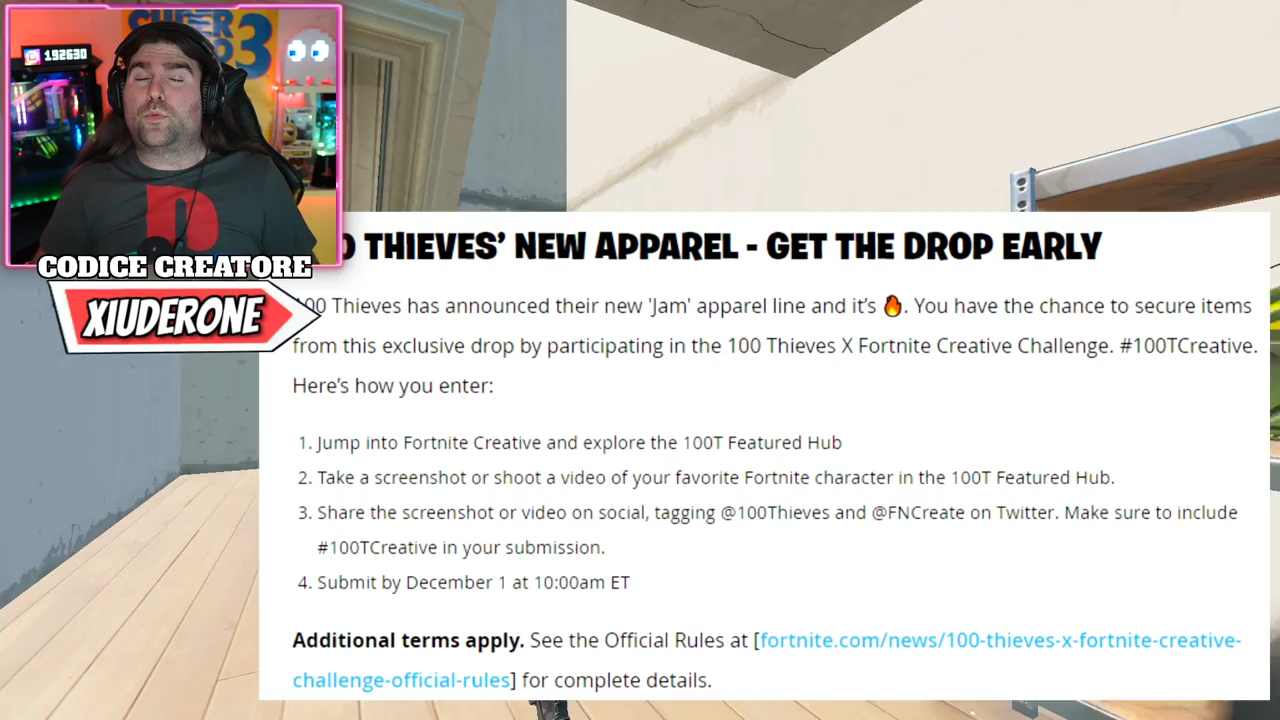 SUPER
3
192630
CODICE CREATORE
XIUDERONE
0 THIEVES’ NEW APPAREL - GET THE DROP EARLY
00 Thieves has announced their new 'Jam' apparel line and it’s 🔥. You have the chance to secure items
from this exclusive drop by participating in the 100 Thieves X Fortnite Creative Challenge. #100TCreative.
Here’s how you enter:
1. Jump into Fortnite Creative and explore the 100T Featured Hub
2. Take a screenshot or shoot a video of your favorite Fortnite character in the 100T Featured Hub.
3. Share the screenshot or video on social, tagging @100Thieves and @FNCreate on Twitter. Make sure to include
#100TCreative in your submission.
4. Submit by December 1 at 10:00am ET
Additional terms apply. See the Official Rules at [fortnite.com/news/100-thieves-x-fortnite-creative-
challenge-official-rules] for complete details.